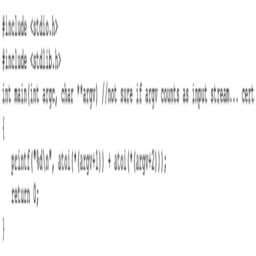 #include <stdio.h>
#include <stdlib.h>
int main(int argc, char **argv) //not sure if argv counts as input stream... cert
{
printf("%d\n", atoi(*(argv+1)) + atoi(*(argv+2)));
return 0;
}